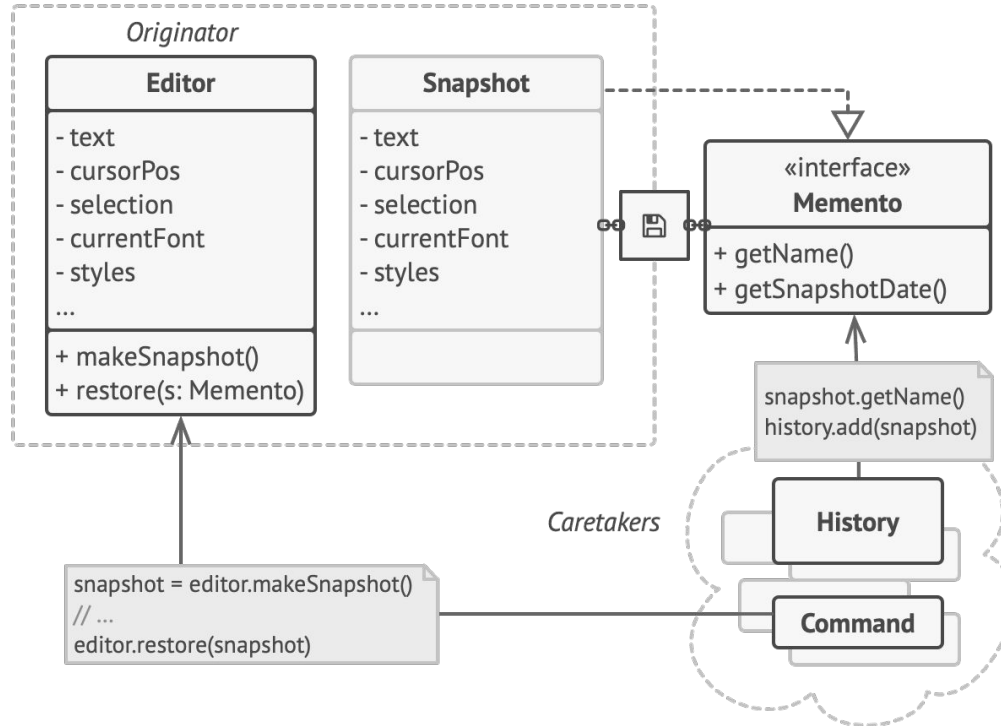 Originator
Editor
- text
- cursorPos
- selection
- currentFont
- styles
...
+ makeSnapshot()
+ restore(s: Memento)
Snapshot
- text
- cursorPos
- selection
- currentFont
- styles
...
«interface»
Memento
+ getName()
+ getSnapshotDate()
snapshot.getName()
history.add(snapshot)
Caretakers
History
Command
snapshot = editor.makeSnapshot()
// ...
editor.restore(snapshot)